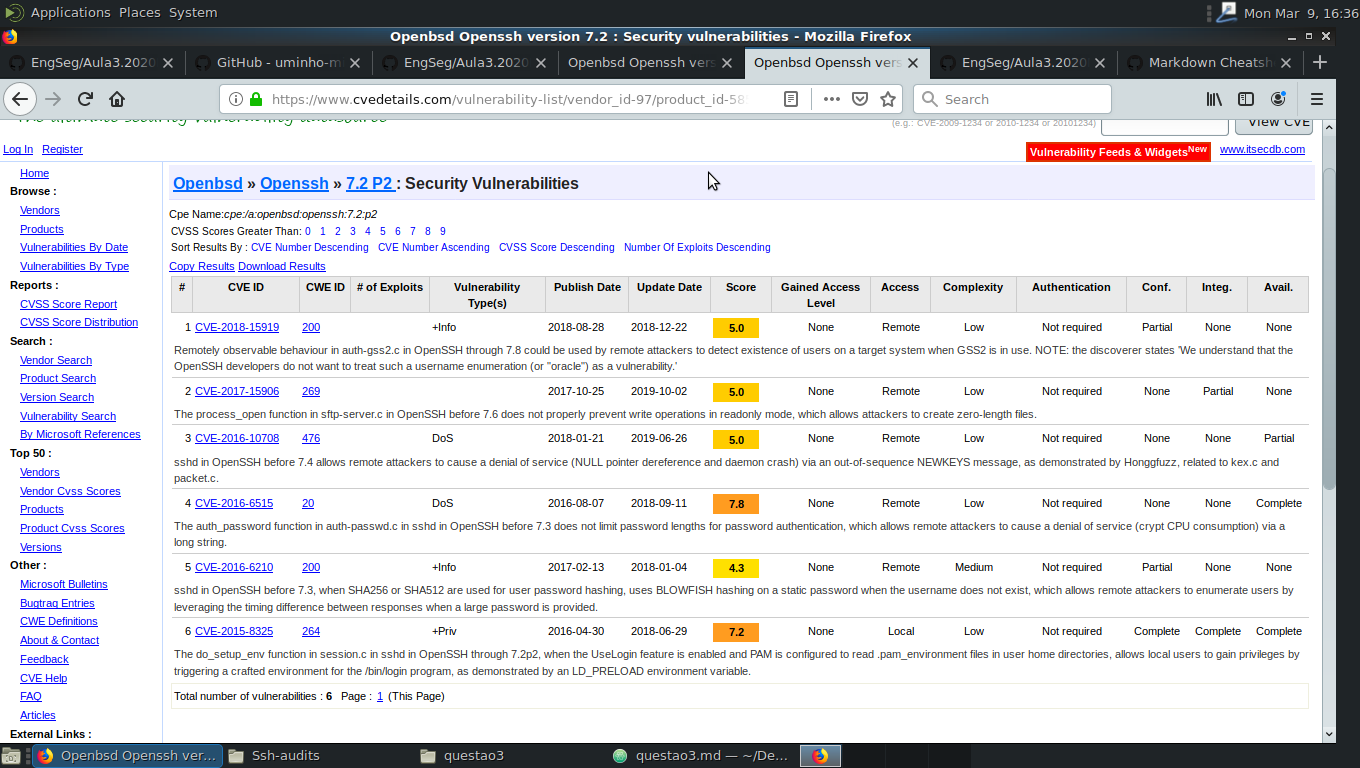 Applications Places System Mon Mar 9, 16:36
Openbsd Openssh version 7.2 : Security vulnerabilities - Mozilla Firefox
EngSeg/Aula3.2020 GitHub - uminho-m EngSeg/Aula3.2020 Openbsd Openssh vers Openbsd Openssh vers EngSeg/Aula3.2020 Markdown Cheatsh
https://www.cvedetails.com/vulnerability-list/vendor_id-97/product_id-58 Search
(e.g.: CVE-2009-1234 or 2010-1234 or 20101234) View CVE
Log In Register Vulnerability Feeds & WidgetsNew www.itsecdb.com
Home
Browse :
Vendors
Products
Vulnerabilities By Date
Vulnerabilities By Type
Reports :
CVSS Score Report
CVSS Score Distribution
Search :
Vendor Search
Product Search
Version Search
Vulnerability Search
By Microsoft References
Top 50 :
Vendors
Vendor Cvss Scores
Products
Product Cvss Scores
Versions
Other :
Microsoft Bulletins
Bugtraq Entries
CWE Definitions
About & Contact
Feedback
CVE Help
FAQ
Articles
External Links :
Openbsd » Openssh » 7.2 P2 : Security Vulnerabilities
Cpe Name:cpe:/a:openbsd:openssh:7.2:p2
CVSS Scores Greater Than: 0 1 2 3 4 5 6 7 8 9
Sort Results By : CVE Number Descending CVE Number Ascending CVSS Score Descending Number Of Exploits Descending
Copy Results Download Results
# CVE ID CWE ID # of Exploits Vulnerability Type(s) Publish Date Update Date Score Gained Access Level Access Complexity Authentication Conf. Integ. Avail.
1 CVE-2018-15919 200 +Info 2018-08-28 2018-12-22 5.0 None Remote Low Not required Partial None None
Remotely observable behaviour in auth-gss2.c in OpenSSH through 7.8 could be used by remote attackers to detect existence of users on a target system when GSS2 is in use. NOTE: the discoverer states 'We understand that the
OpenSSH developers do not want to treat such a username enumeration (or "oracle") as a vulnerability.'
2 CVE-2017-15906 269 2017-10-25 2019-10-02 5.0 None Remote Low Not required None Partial None
The process_open function in sftp-server.c in OpenSSH before 7.6 does not properly prevent write operations in readonly mode, which allows attackers to create zero-length files.
3 CVE-2016-10708 476 DoS 2018-01-21 2019-06-26 5.0 None Remote Low Not required None None Partial
sshd in OpenSSH before 7.4 allows remote attackers to cause a denial of service (NULL pointer dereference and daemon crash) via an out-of-sequence NEWKEYS message, as demonstrated by Honggfuzz, related to kex.c and
packet.c.
4 CVE-2016-6515 20 DoS 2016-08-07 2018-09-11 7.8 None Remote Low Not required None None Complete
The auth_password function in auth-passwd.c in sshd in OpenSSH before 7.3 does not limit password lengths for password authentication, which allows remote attackers to cause a denial of service (crypt CPU consumption) via a
long string.
5 CVE-2016-6210 200 +Info 2017-02-13 2018-01-04 4.3 None Remote Medium Not required Partial None None
sshd in OpenSSH before 7.3, when SHA256 or SHA512 are used for user password hashing, uses BLOWFISH hashing on a static password when the username does not exist, which allows remote attackers to enumerate users by
leveraging the timing difference between responses when a large password is provided.
6 CVE-2015-8325 264 +Priv 2016-04-30 2018-06-29 7.2 None Local Low Not required Complete Complete Complete
The do_setup_env function in session.c in sshd in OpenSSH through 7.2p2, when the UseLogin feature is enabled and PAM is configured to read .pam_environment files in user home directories, allows local users to gain privileges by
triggering a crafted environment for the /bin/login program, as demonstrated by an LD_PRELOAD environment variable.
Total number of vulnerabilities : 6 Page : 1 (This Page)
Openbsd Openssh ver... Ssh-audits questao3 questao3.md — ~/De...